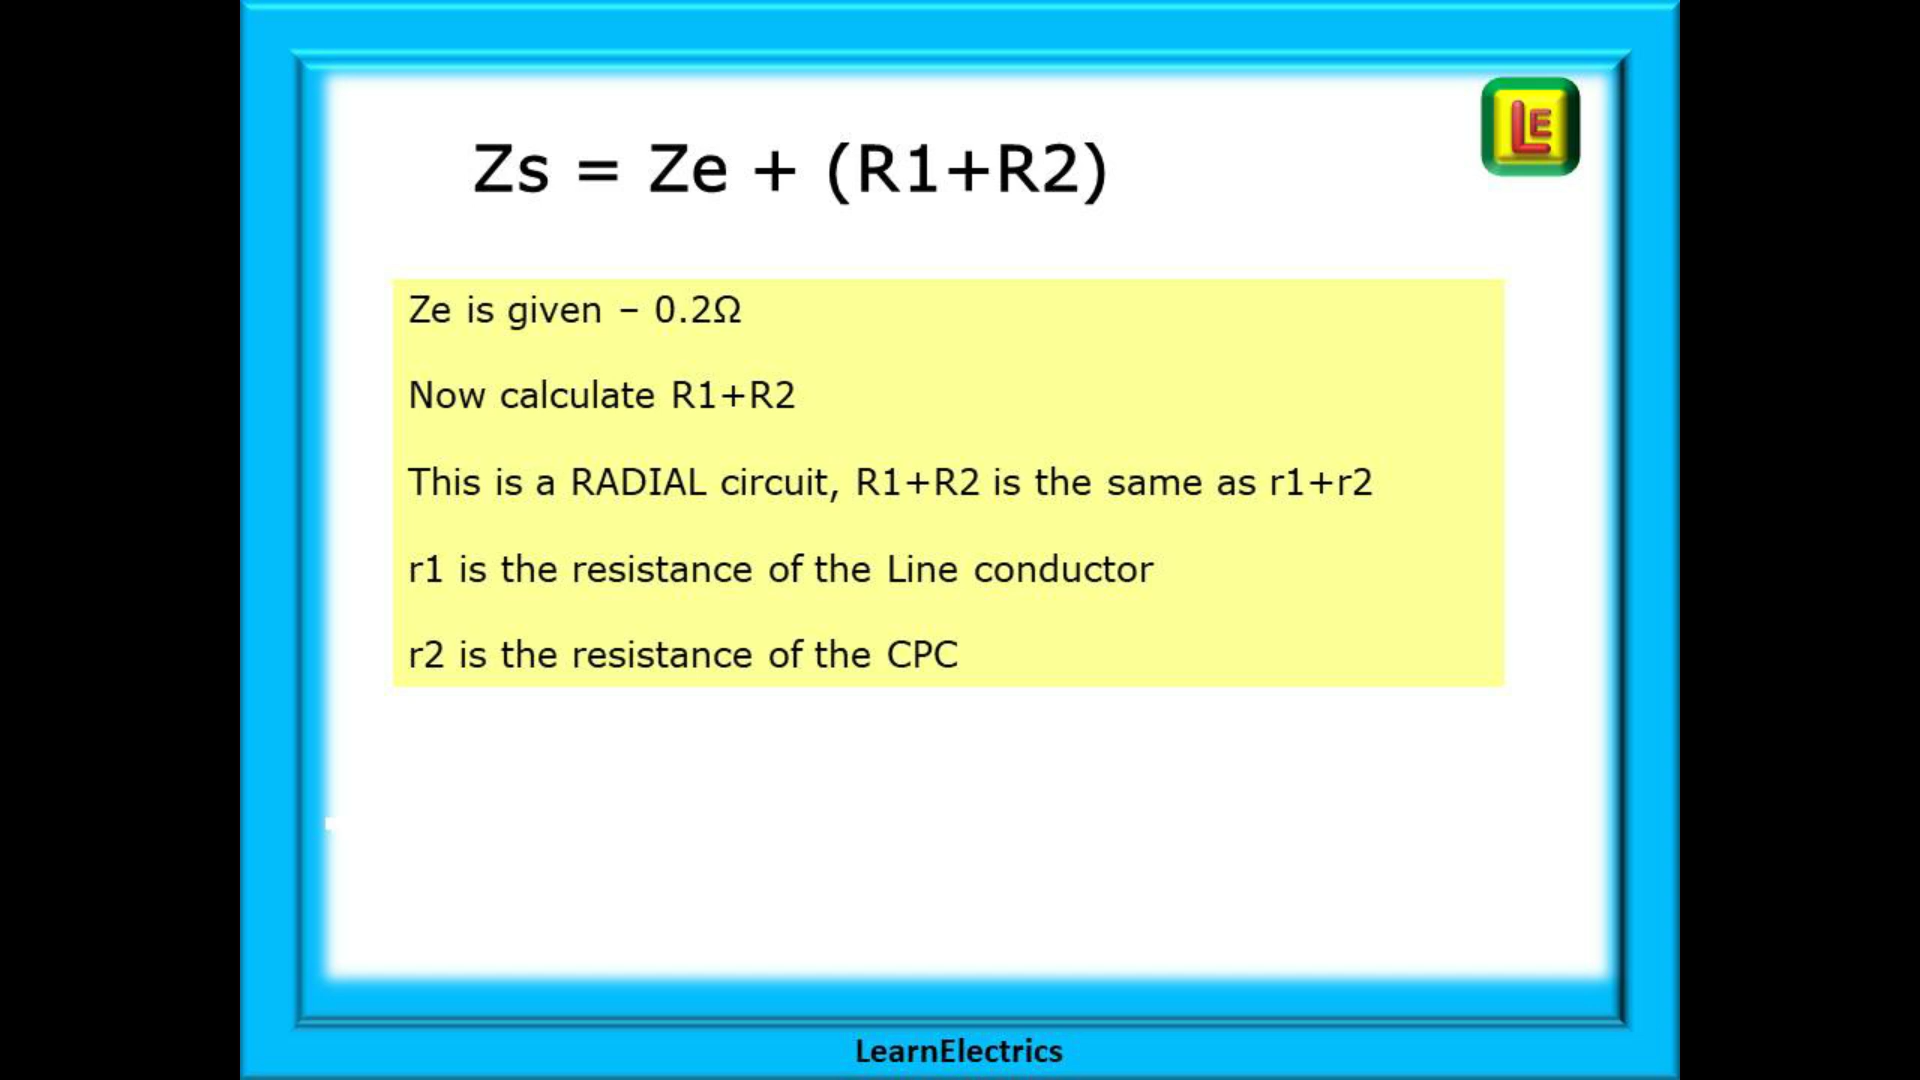 Zs = Ze + (R1+R2)
LE
Ze is given – 0.2Ω
Now calculate R1+R2
This is a RADIAL circuit, R1+R2 is the same as r1+r2
r1 is the resistance of the Line conductor
r2 is the resistance of the CPC
LearnElectrics